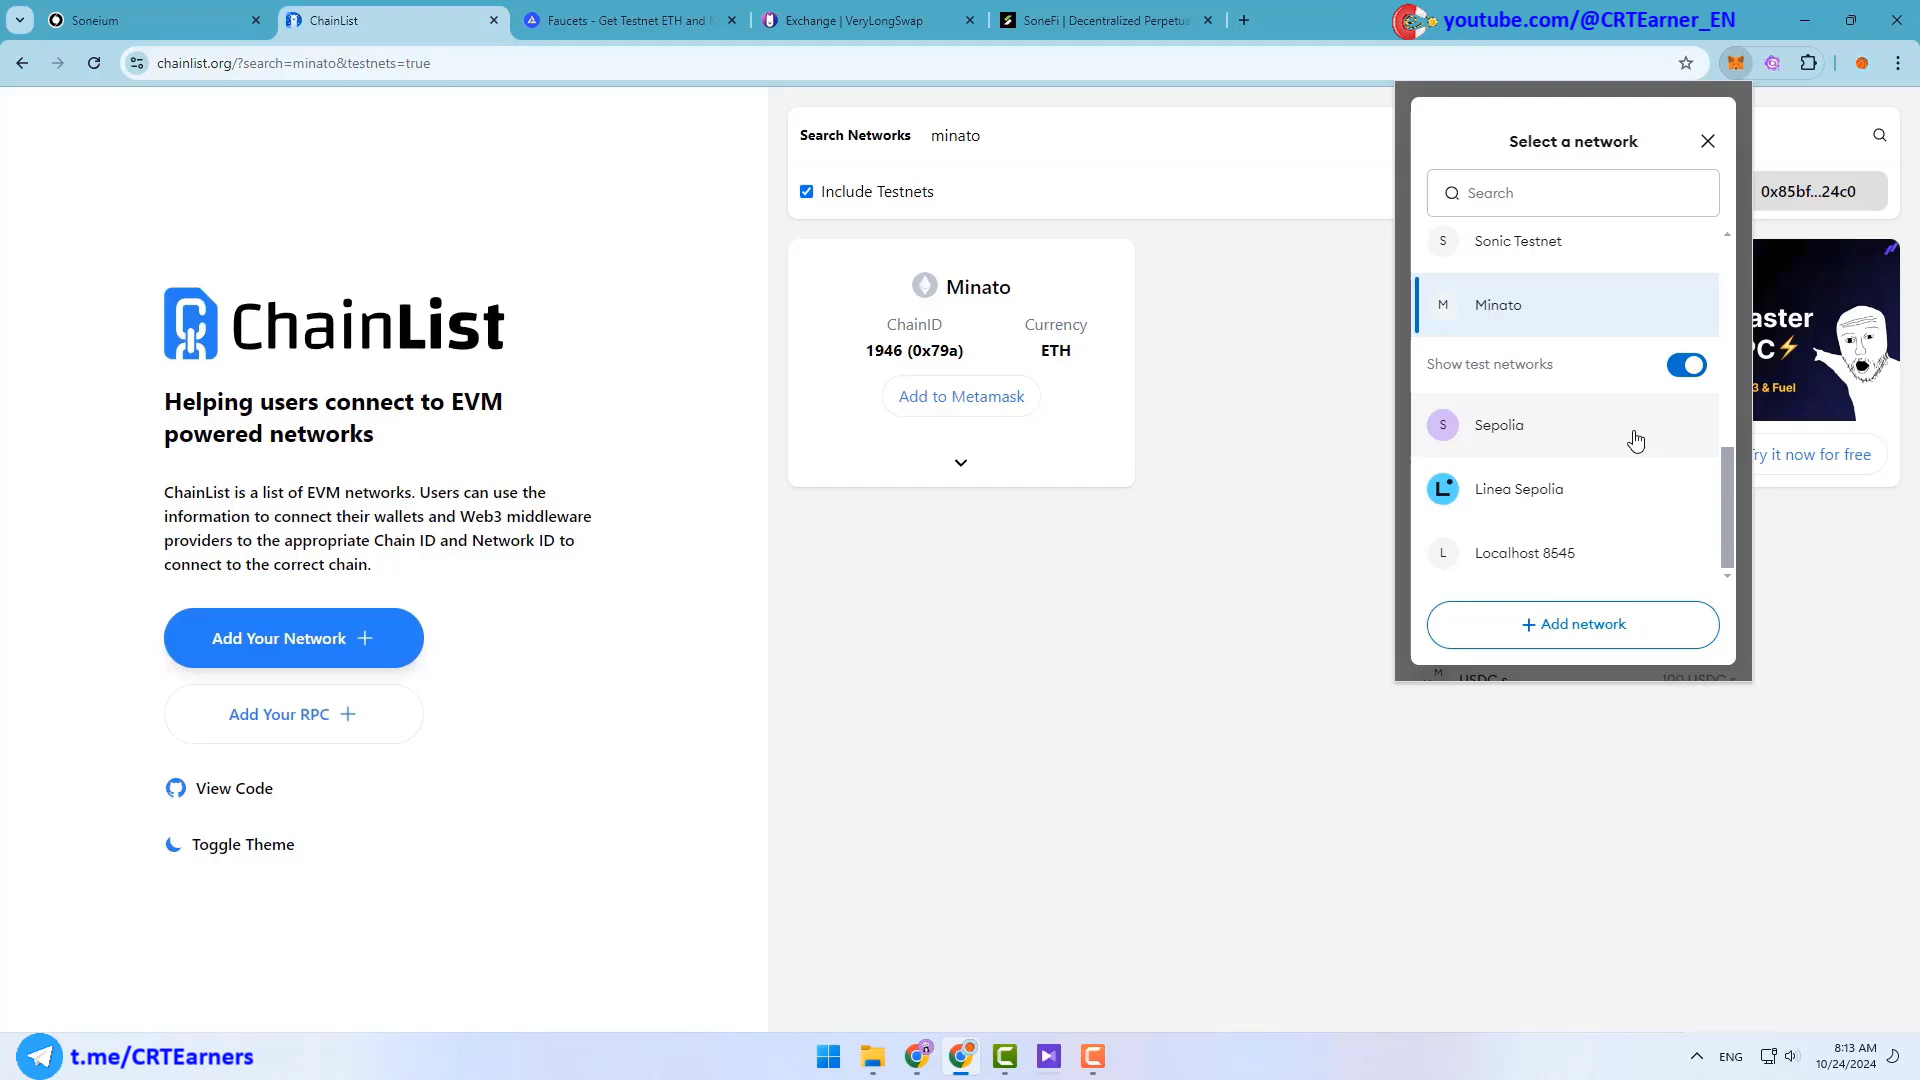 Soneium
ChainList
Faucets - Get Testnet ETH and
Exchange | VeryLongSwap
SoneFi | Decentralized Perpetu
youtube.com/@CRTEarner_EN
chainlist.org/?search=minato&testnets=true
Search Networks minato
Include Testnets
0x85bf...24c0
Minato
ChainID Currency
1946 (0x79a) ETH
Add to Metamask
ChainList
Helping users connect to EVM
powered networks
ChainList is a list of EVM networks. Users can use the
information to connect their wallets and Web3 middleware
providers to the appropriate Chain ID and Network ID to
connect to the correct chain.
Add Your Network
Add Your RPC
View Code
Toggle Theme
Select a network
Search
S Sonic Testnet
M Minato
Show test networks
S Sepolia
L Linea Sepolia
L Localhost 8545
+ Add network
M USDC.s
100 USDC.s
aster
PC⚡
3 & Fuel
ry it now for free
t.me/CRTEarners
ENG
8:13 AM
10/24/2024